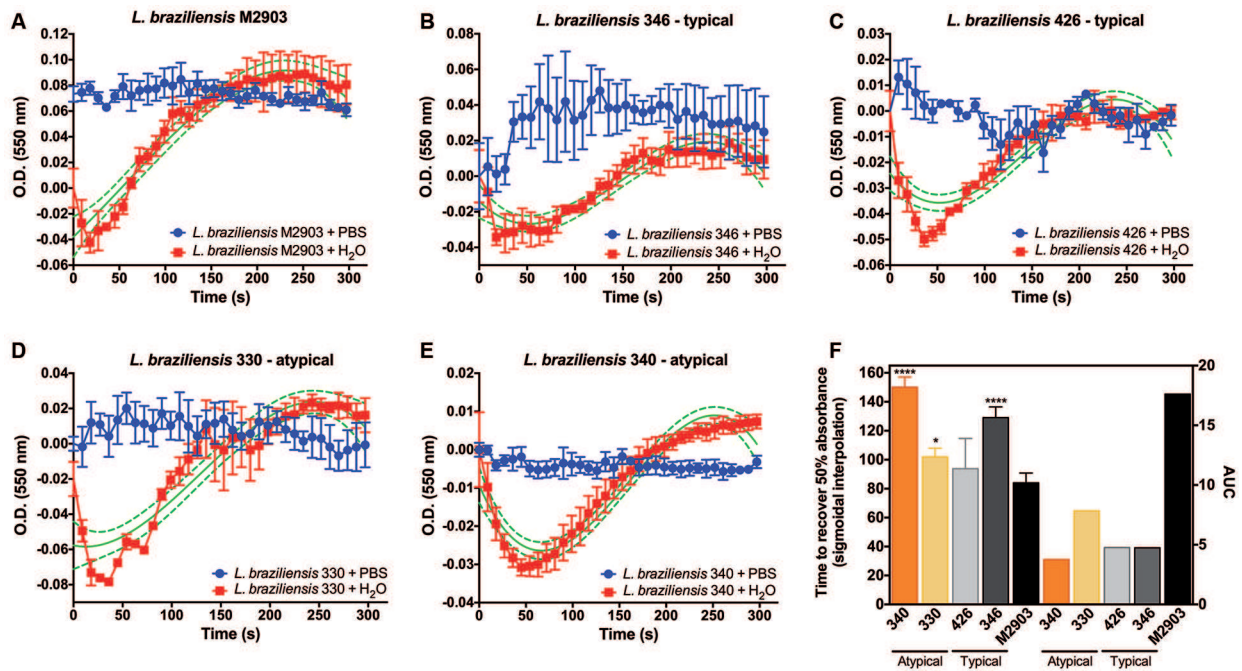 A
L. braziliensis M2903
O.D. (550 nm)
0.12
0.10
0.08
0.06
0.04
0.02
0.00
-0.02
-0.04
-0.06
0 50 100 150 200 250 300
Time (s)
L. braziliensis M2903 + PBS
L. braziliensis M2903 + H₂O
B
L. braziliensis 346 - typical
O.D. (550 nm)
0.08
0.06
0.04
0.02
0.00
-0.02
-0.04
-0.06
0 50 100 150 200 250 300
Time (s)
L. braziliensis 346 + PBS
L. braziliensis 346 + H₂O
C
L. braziliensis 426 - typical
O.D. (550 nm)
0.02
0.01
0.000
-0.01
-0.02
-0.03
-0.04
-0.05
-0.06
0 50 100 150 200 250 300
Time (s)
L. braziliensis 426 + PBS
L. braziliensis 426 + H₂O
D
L. braziliensis 330 - atypical
O.D. (550 nm)
0.04
0.02
0.00
-0.02
-0.04
-0.06
-0.08
0 50 100 150 200 250 300
Time (s)
L. braziliensis 330 + PBS
L. braziliensis 330 + H₂O
E
L. braziliensis 340 - atypical
O.D. (550 nm)
0.02
0.01
0.00
-0.01
-0.02
-0.03
-0.04
0 50 100 150 200 250 300
Time (s)
L. braziliensis 340 + PBS
L. braziliensis 340 + H₂O
F
Time to recover 50% absorbance
(sigmoidal interpolation)
160
140
120
100
80
60
40
20
0
**** * ****
20
15
10
5
0
AUC
340 330 426 346 M2903 340 330 426 346 M2903
Atypical Typical Atypical Typical